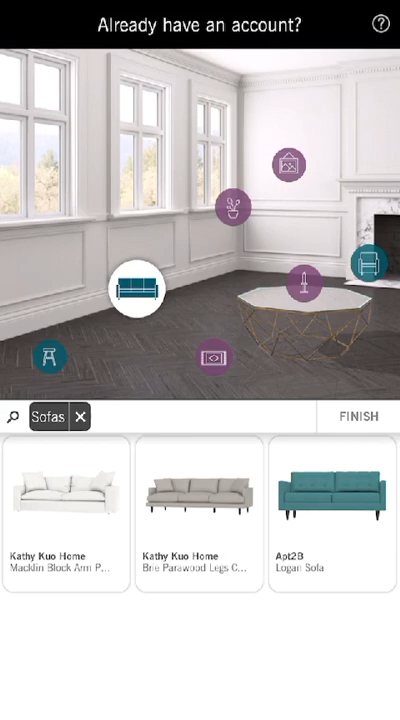 Already have an account?
Sofas
FINISH
Kathy Kuo Home
Macklin Block Arm P...
Kathy Kuo Home
Brie Parawood Legs C...
Apt2B
Logan Sofa